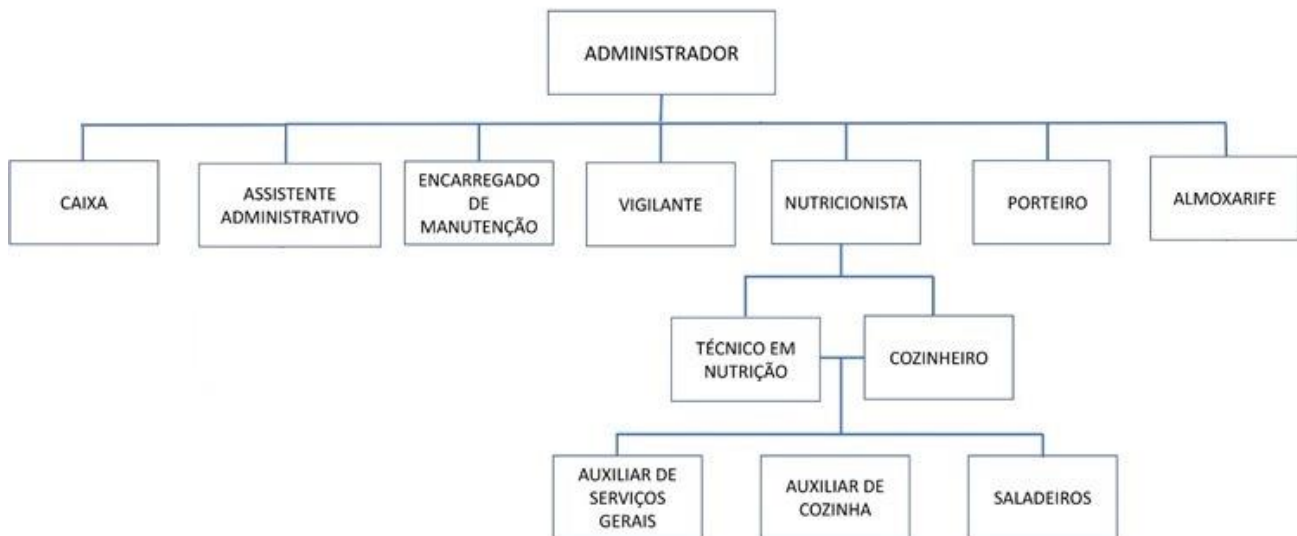 ADMINISTRADOR
CAIXA
ASSISTENTE
ADMINISTRATIVO
ENCARREGADO
DE
MANUTENÇÃO
VIGILANTE
NUTRICIONISTA
PORTEIRO
ALMOXARIFE
TÉCNICO EM
NUTRIÇÃO
COZINHEIRO
AUXILIAR DE
SERVIÇOS
GERAIS
AUXILIAR DE
COZINHA
SALADEIROS